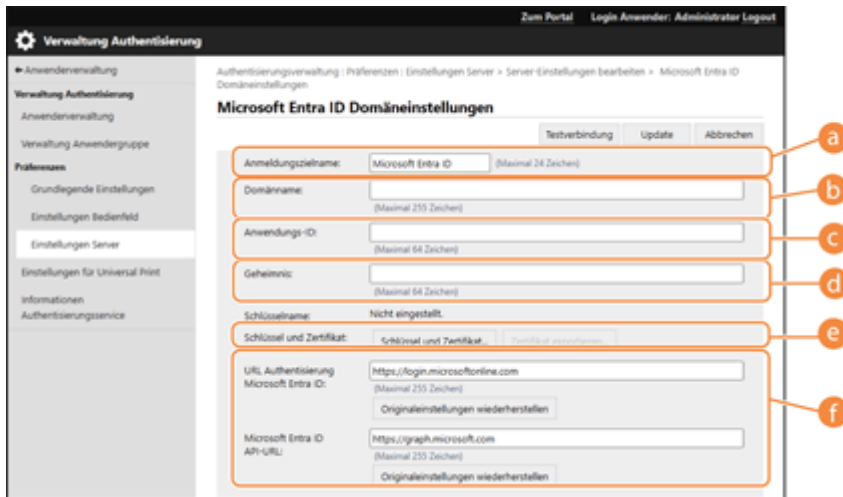 Zum Portal Login Anwender: Administrator Logout
Verwaltung Authentisierung
Anwenderverwaltung
Verwaltung Authentisierung
Anwenderverwaltung
Verwaltung Anwendergruppe
Präferenzen
Grundlegende Einstellungen
Einstellungen Bedienfeld
Einstellungen Server
Einstellungen für Universal Print
Informationen
Authentisierungsservice
Authentisierungsverwaltung : Präferenzen : Einstellungen Server > Server-Einstellungen bearbeiten > Microsoft Entra ID
Domäneinstellungen
Microsoft Entra ID Domäneinstellungen
Testverbindung Update Abbrechen
Anmeldungszielname: Microsoft Entra ID (Maximal 24 Zeichen)
a
Domänname:
(Maximal 255 Zeichen)
b
Anwendungs-ID:
(Maximal 64 Zeichen)
c
Geheimnis:
(Maximal 64 Zeichen)
d
Schlüsselname: Nicht eingestellt.
Schlüssel und Zertifikat: Schlüssel und Zertifikat... Zertifikat exportieren...
e
URL Authentisierung
Microsoft Entra ID:
https://login.microsoftonline.com
(Maximal 255 Zeichen)
Originaleinstellungen wiederherstellen
f
Microsoft Entra ID
API-URL:
https://graph.microsoft.com
(Maximal 255 Zeichen)
Originaleinstellungen wiederherstellen